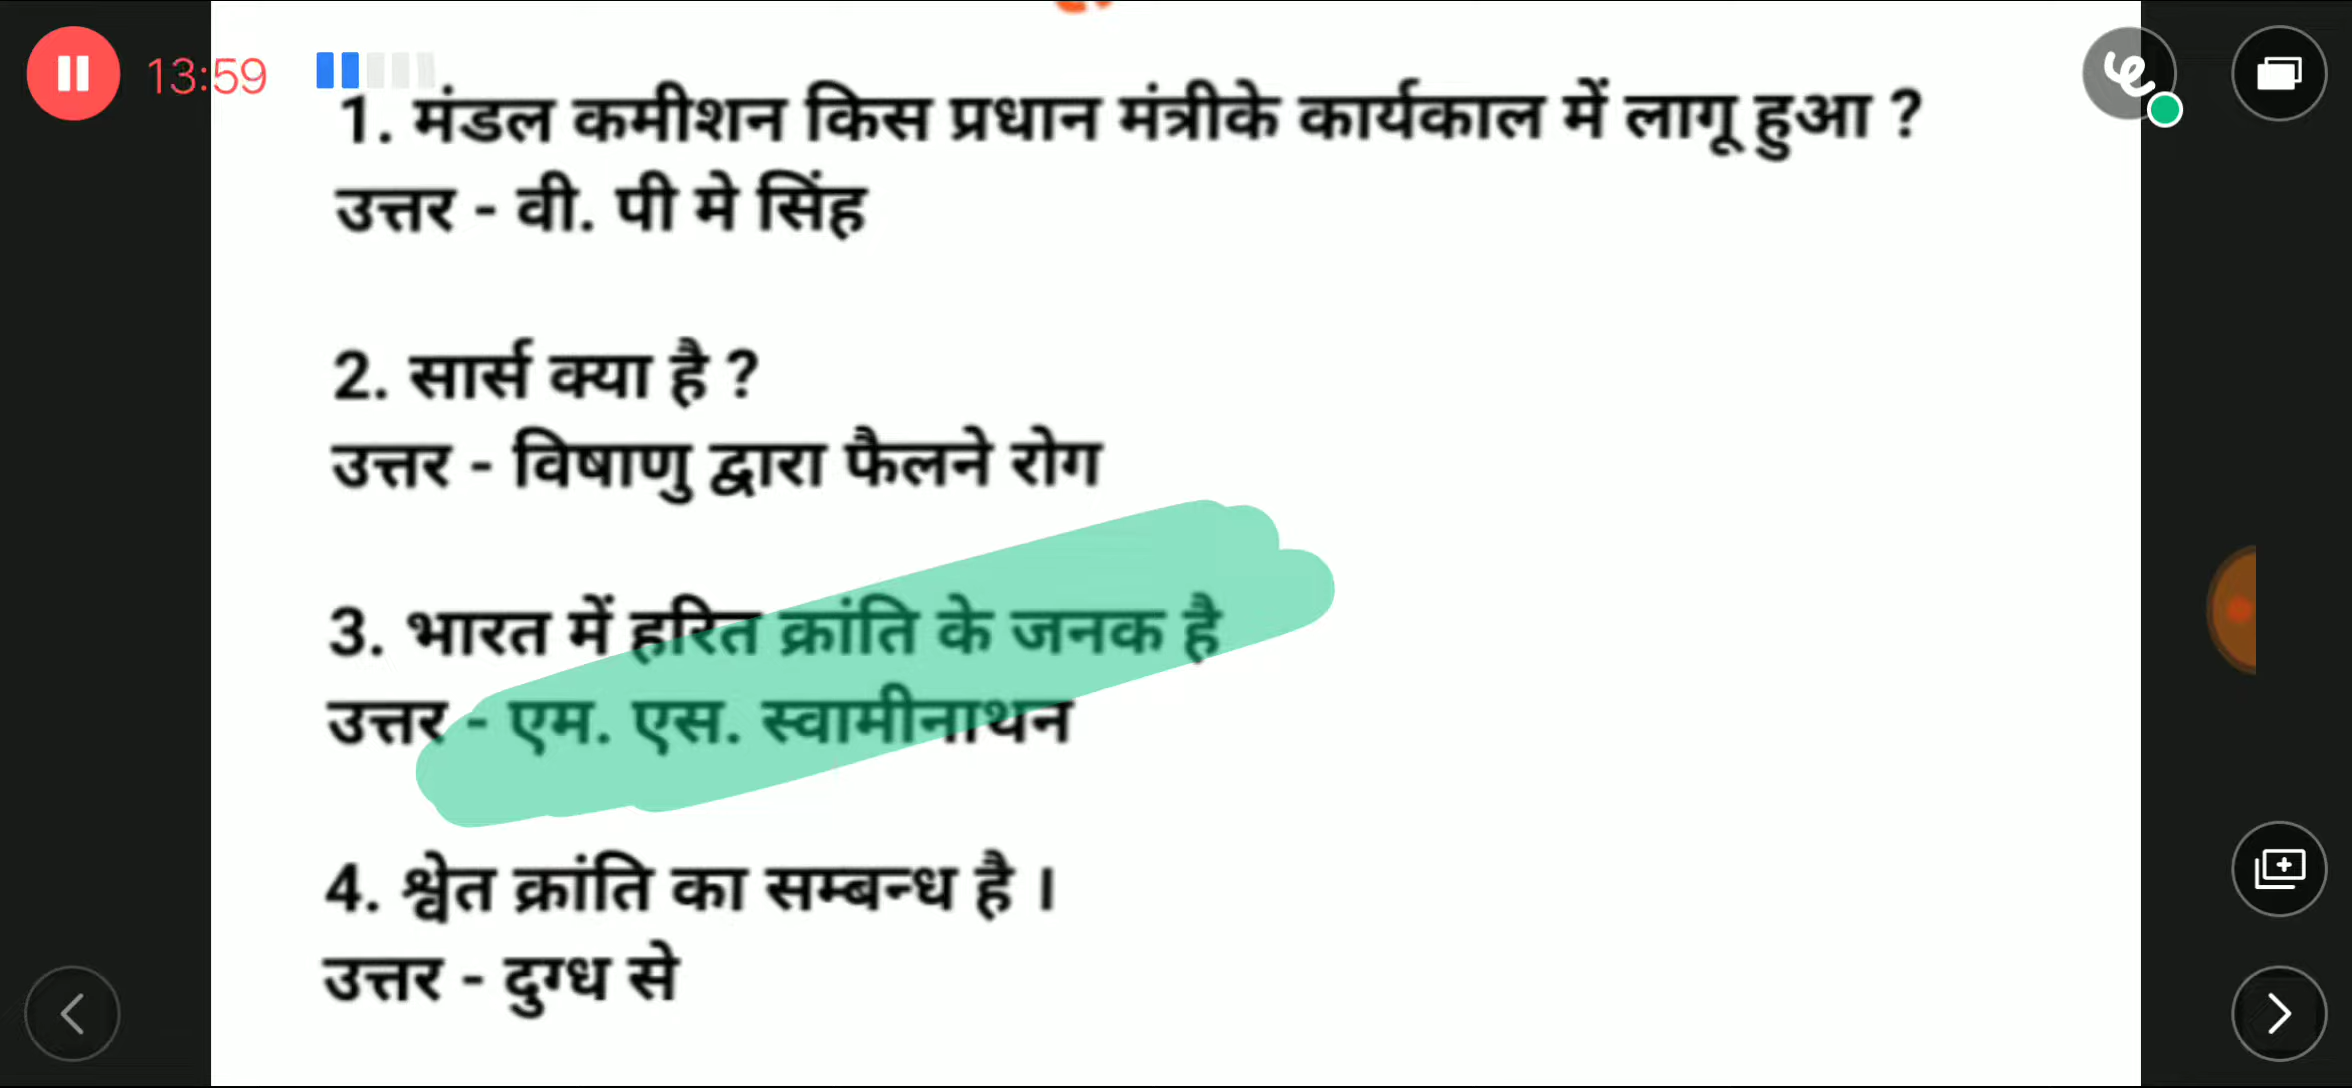 13:59
1. मंडल कमीशन किस प्रधान मंत्रीके कार्यकाल में लागू हुआ ?
उत्तर - वी. पी मे सिंह
2. सार्स क्या है ?
उत्तर - विषाणु द्वारा फैलने रोग
3. भारत में हरित क्रांति के जनक है
उत्तर - एम. एस. स्वामीनाथन
4. श्वेत क्रांति का सम्बन्ध है ।
उत्तर - दुग्ध से